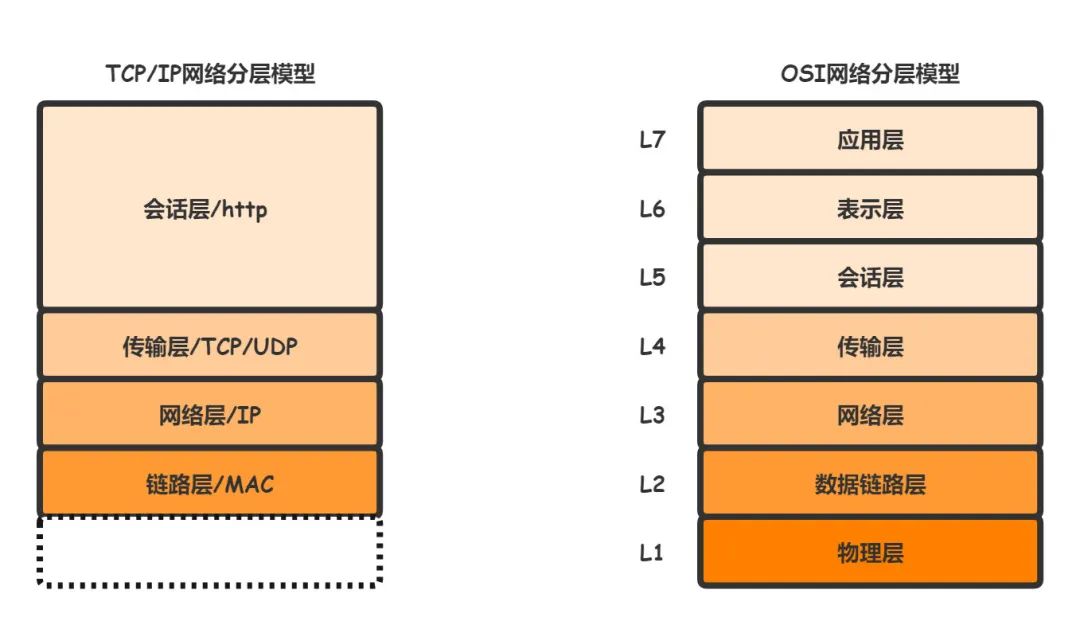 TCP/IP网络分层模型
会话层/http
传输层/TCP/UDP
网络层/IP
链路层/MAC
OSI网络分层模型
L7 应用层
L6 表示层
L5 会话层
L4 传输层
L3 网络层
L2 数据链路层
L1 物理层